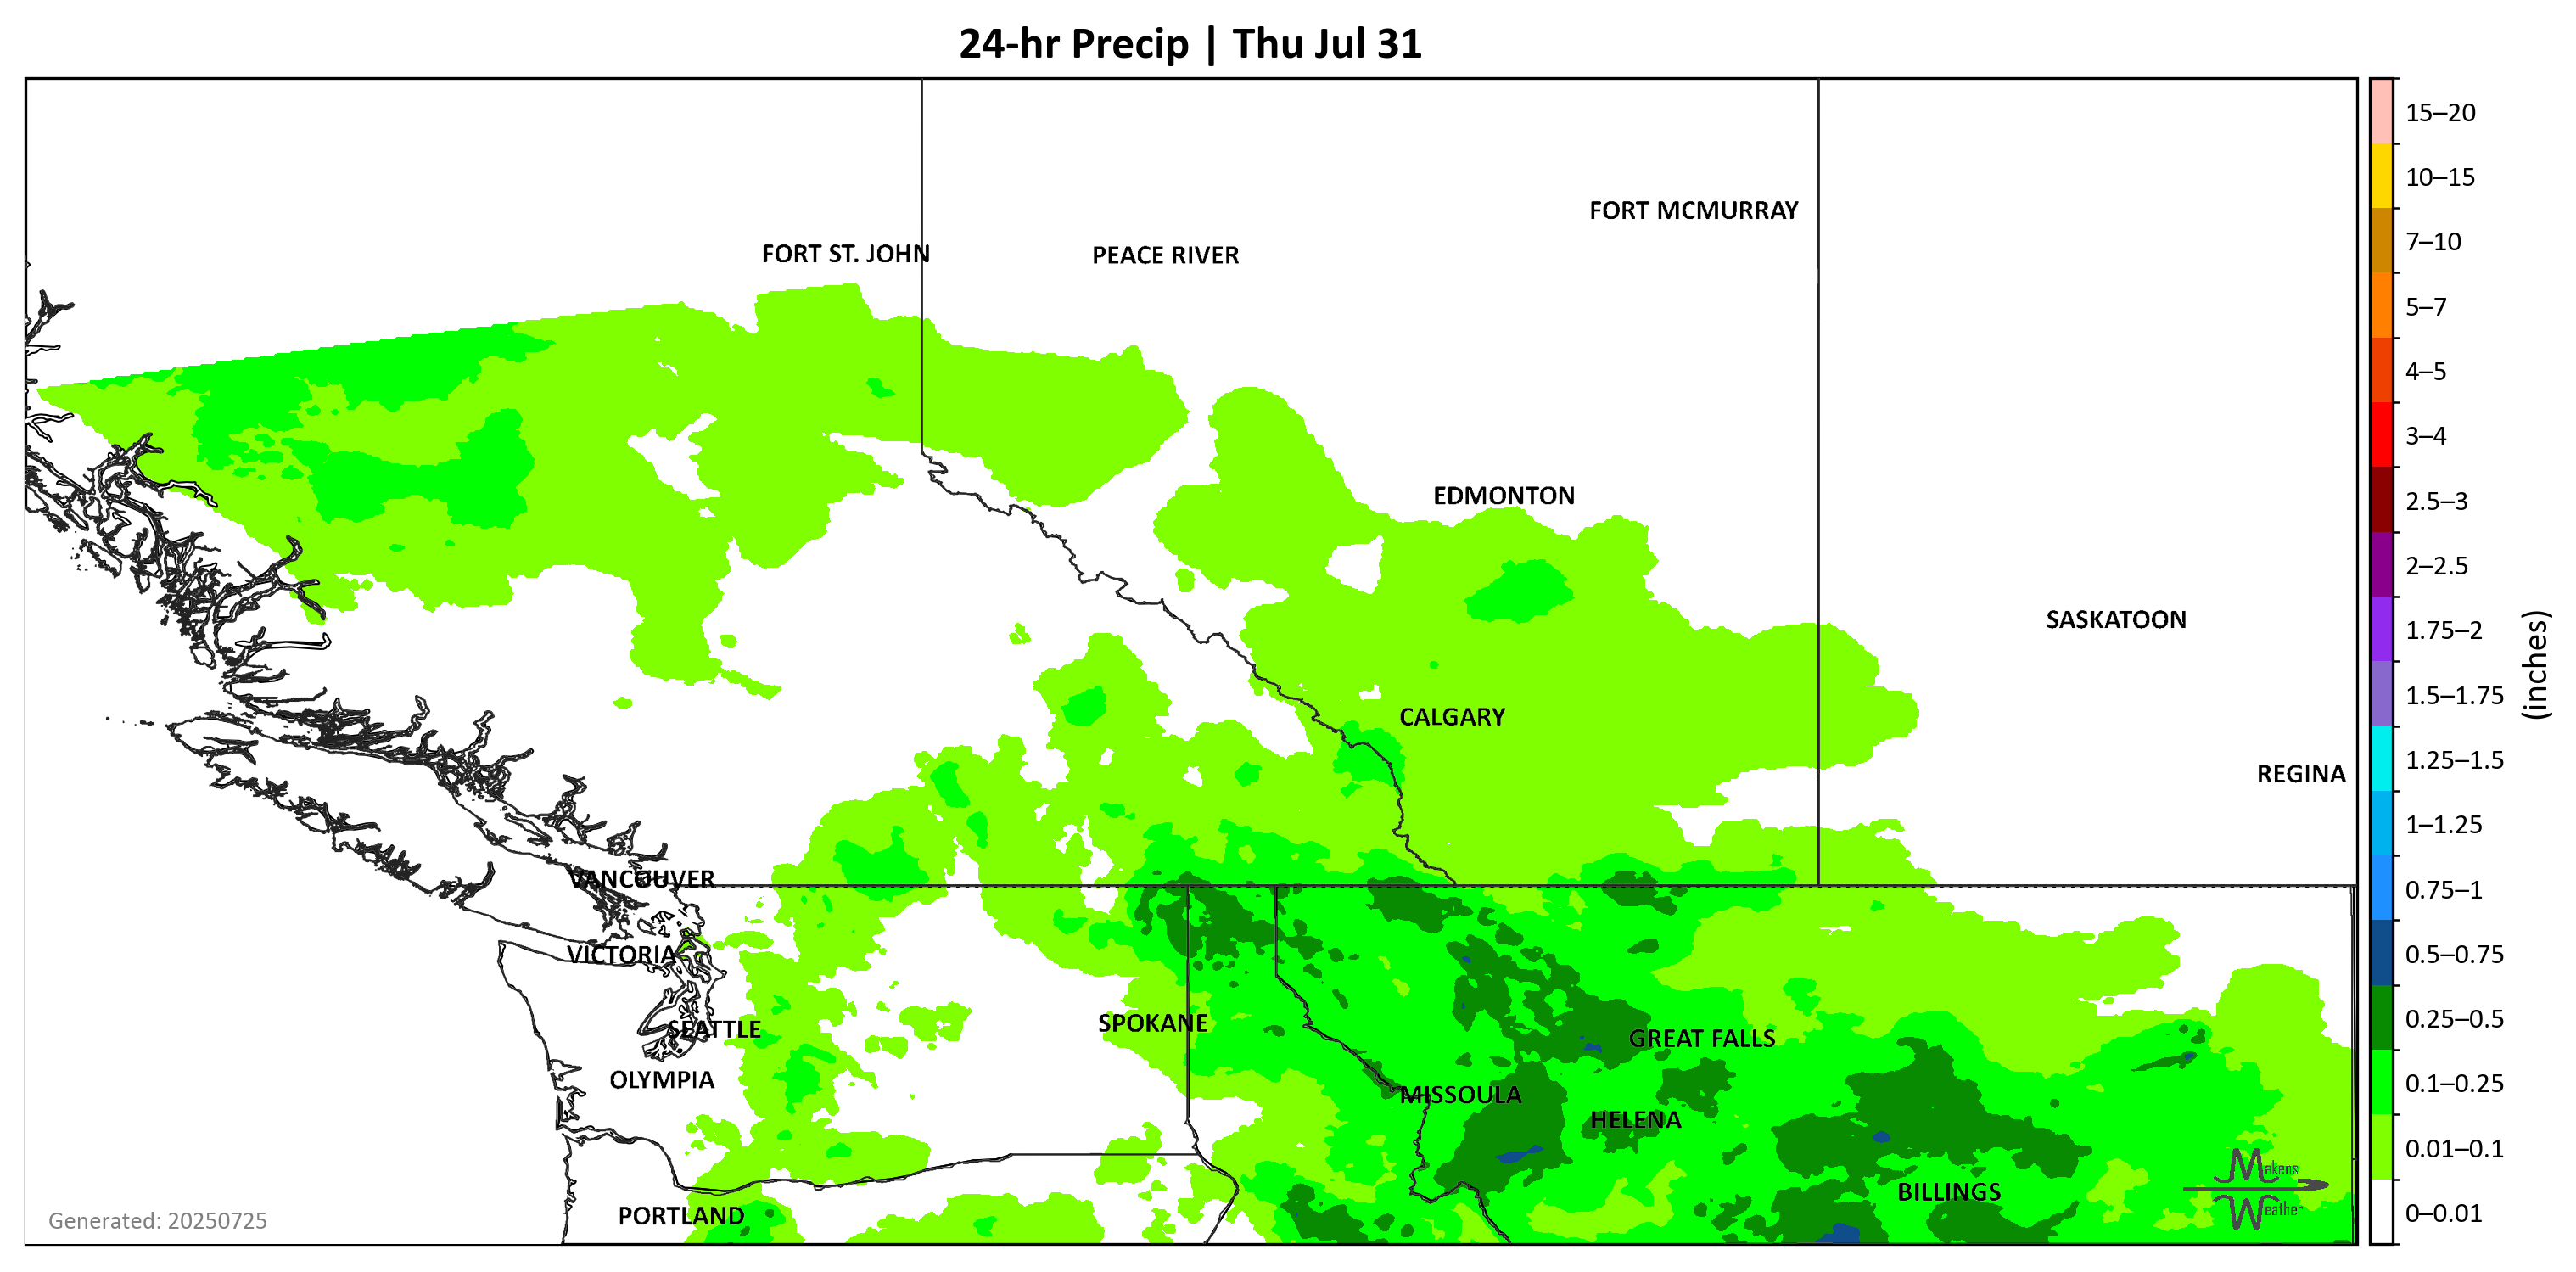 24-hr Precip | Thu Jul 31
FORT MCMURRAY
FORT ST. JOHN
PEACE RIVER
EDMONTON
SASKATOON
CALGARY
REGINA
VANCOUVER
VICTORIA
SPOKANE
SEATTLE
GREAT FALLS
OLYMPIA
MISSOULA
HELENA
BILLINGS
PORTLAND
Generated: 20250725
Makens
Weather
15–20
10–15
7–10
5–7
4–5
3–4
2.5–3
2–2.5
1.75–2
1.5–1.75
1.25–1.5
1–1.25
0.75–1
0.5–0.75
0.25–0.5
0.1–0.25
0.01–0.1
0–0.01
(inches)